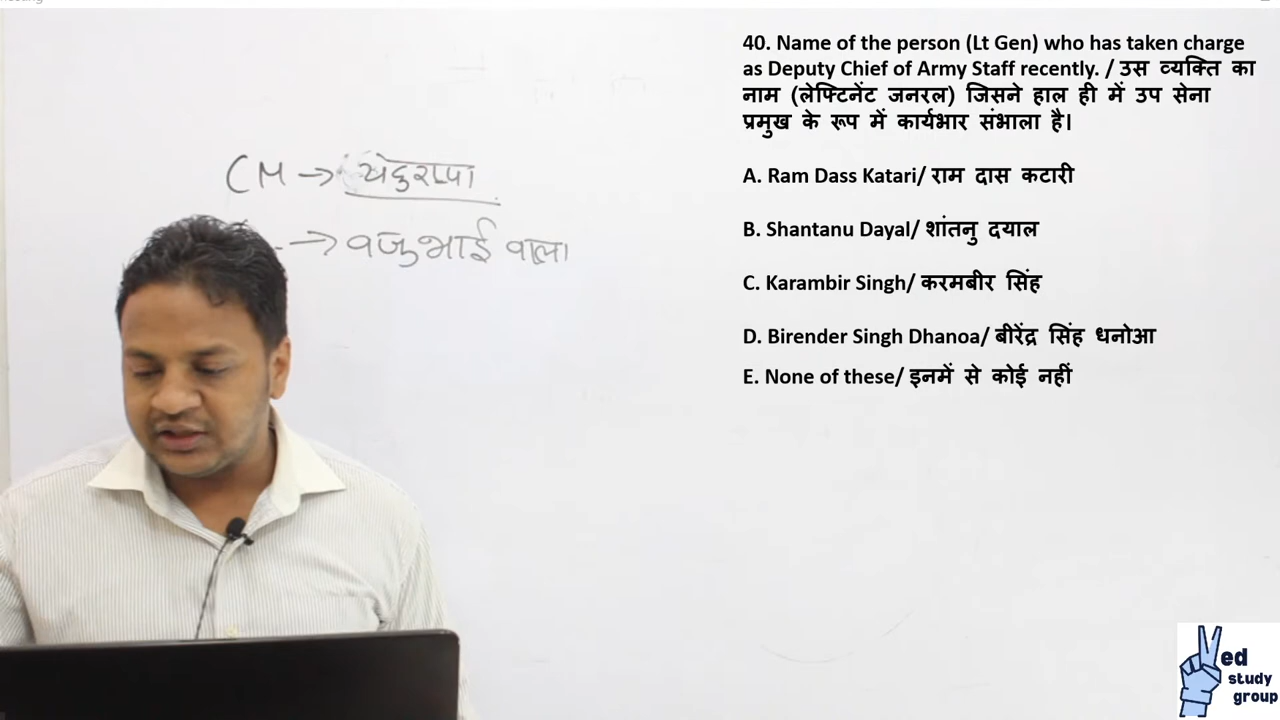 CM → येदुरप्पा
→ वजुभाई वाला
40. Name of the person (Lt Gen) who has taken charge
as Deputy Chief of Army Staff recently. / उस व्यक्ति का
नाम (लेफ्टिनेंट जनरल) जिसने हाल ही में उप सेना
प्रमुख के रूप में कार्यभार संभाला है।
A. Ram Dass Katari/ राम दास कटारी
B. Shantanu Dayal/ शांतनु दयाल
C. Karambir Singh/ करमबीर सिंह
D. Birender Singh Dhanoa/ बीरेंद्र सिंह धनोआ
E. None of these/ इनमें से कोई नहीं
Ved
study
group